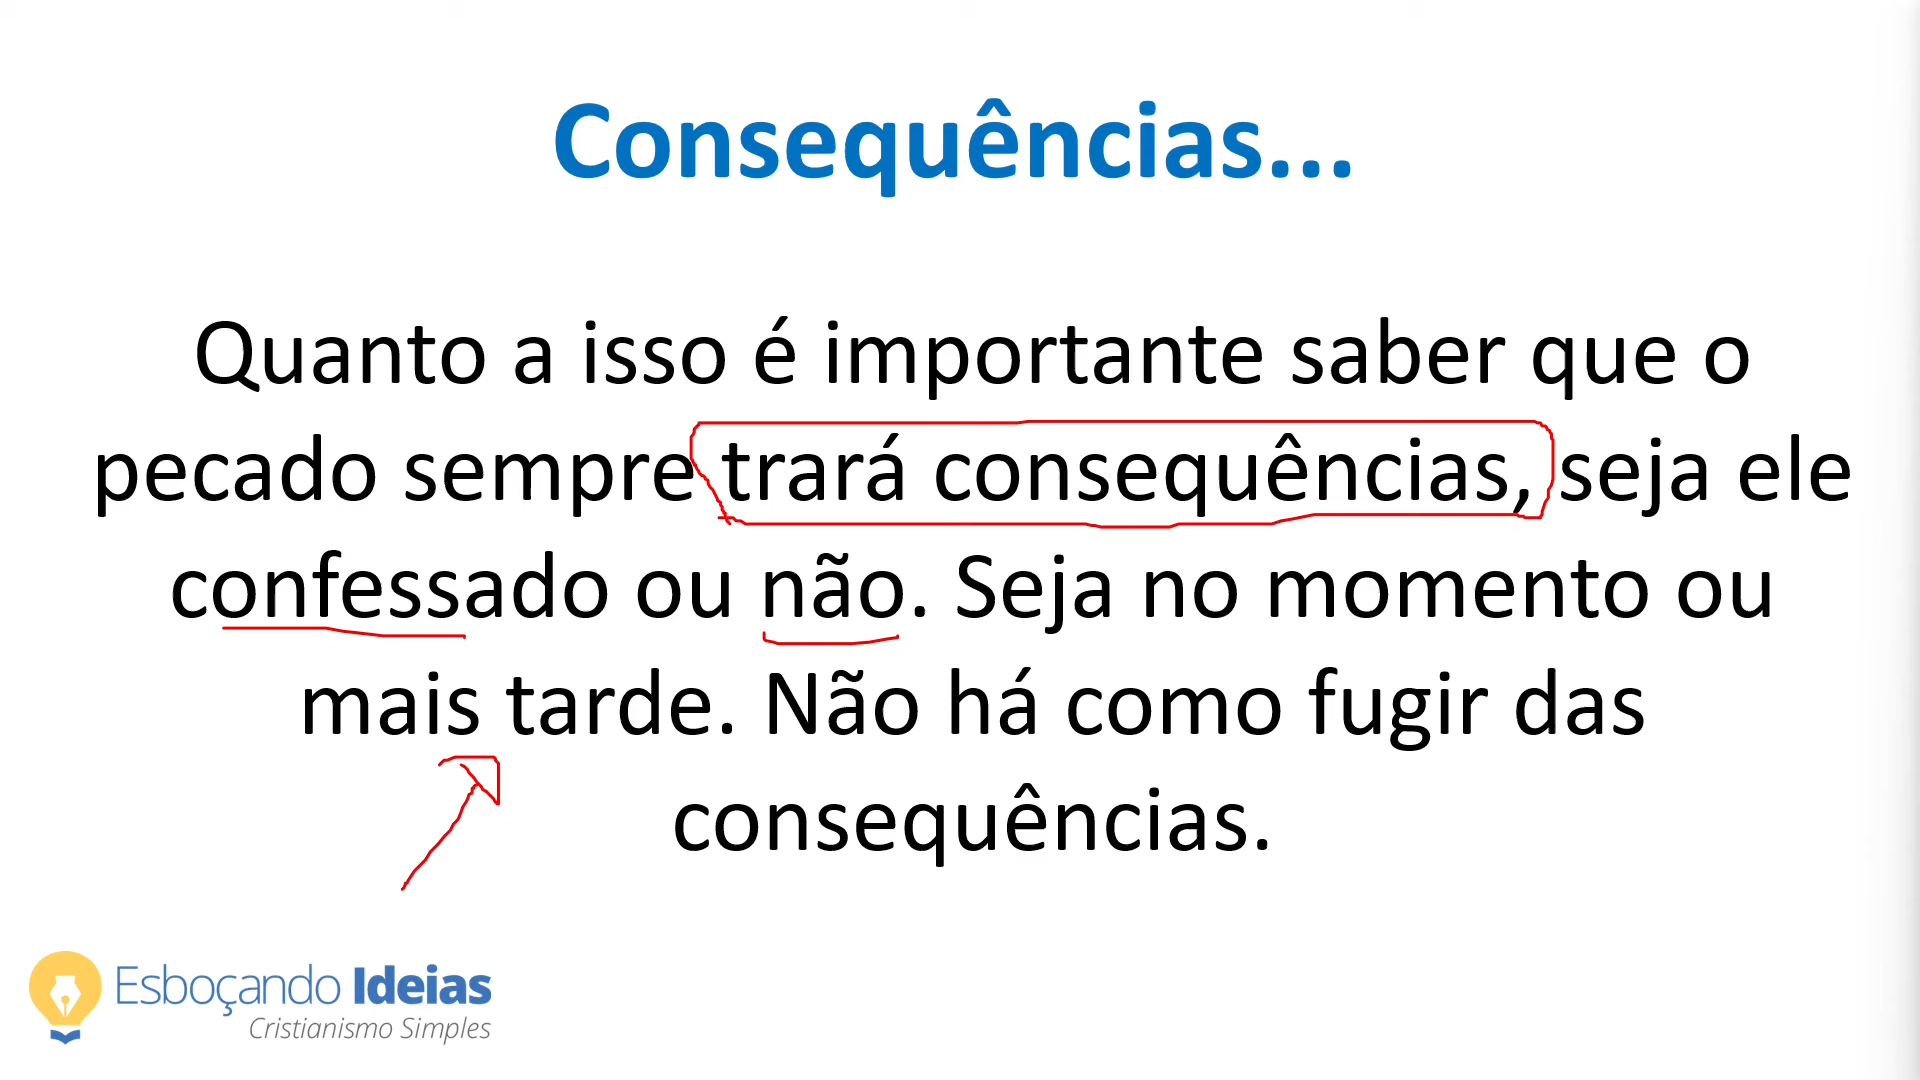 Consequências...
Quanto a isso é importante saber que o
pecado sempre trará consequências, seja ele
confessado ou não. Seja no momento ou
mais tarde. Não há como fugir das
consequências.
Esboçando Ideias
Cristianismo Simples